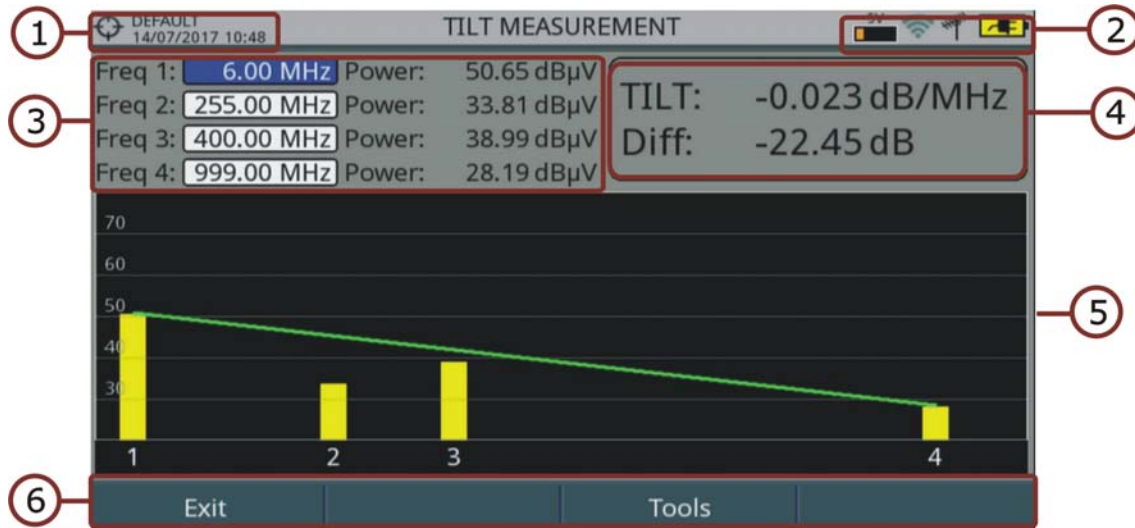 1
DEFAULT
14/07/2017 10:48
TILT MEASUREMENT
5V
2
3
Freq 1: 6.00 MHz Power: 50.65 dBµV
Freq 2: 255.00 MHz Power: 33.81 dBµV
Freq 3: 400.00 MHz Power: 38.99 dBµV
Freq 4: 999.00 MHz Power: 28.19 dBµV
TILT: -0.023 dB/MHz
Diff: -22.45 dB
4
70
60
50
40
30
5
1 2 3 4
6
Exit Tools